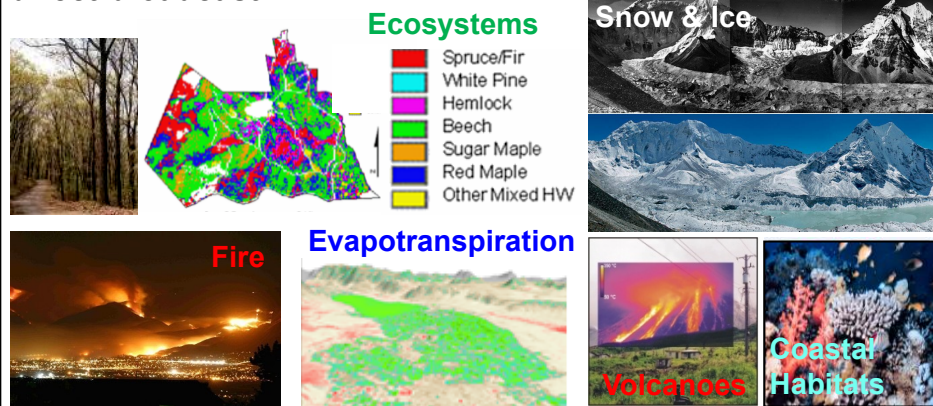 Ecosystems
Spruce/Fir
White Pine
Hemlock
Beech
Sugar Maple
Red Maple
Other Mixed HW
Snow & Ice
Fire
Evapotranspiration
Volcanoes
Coastal
Habitats